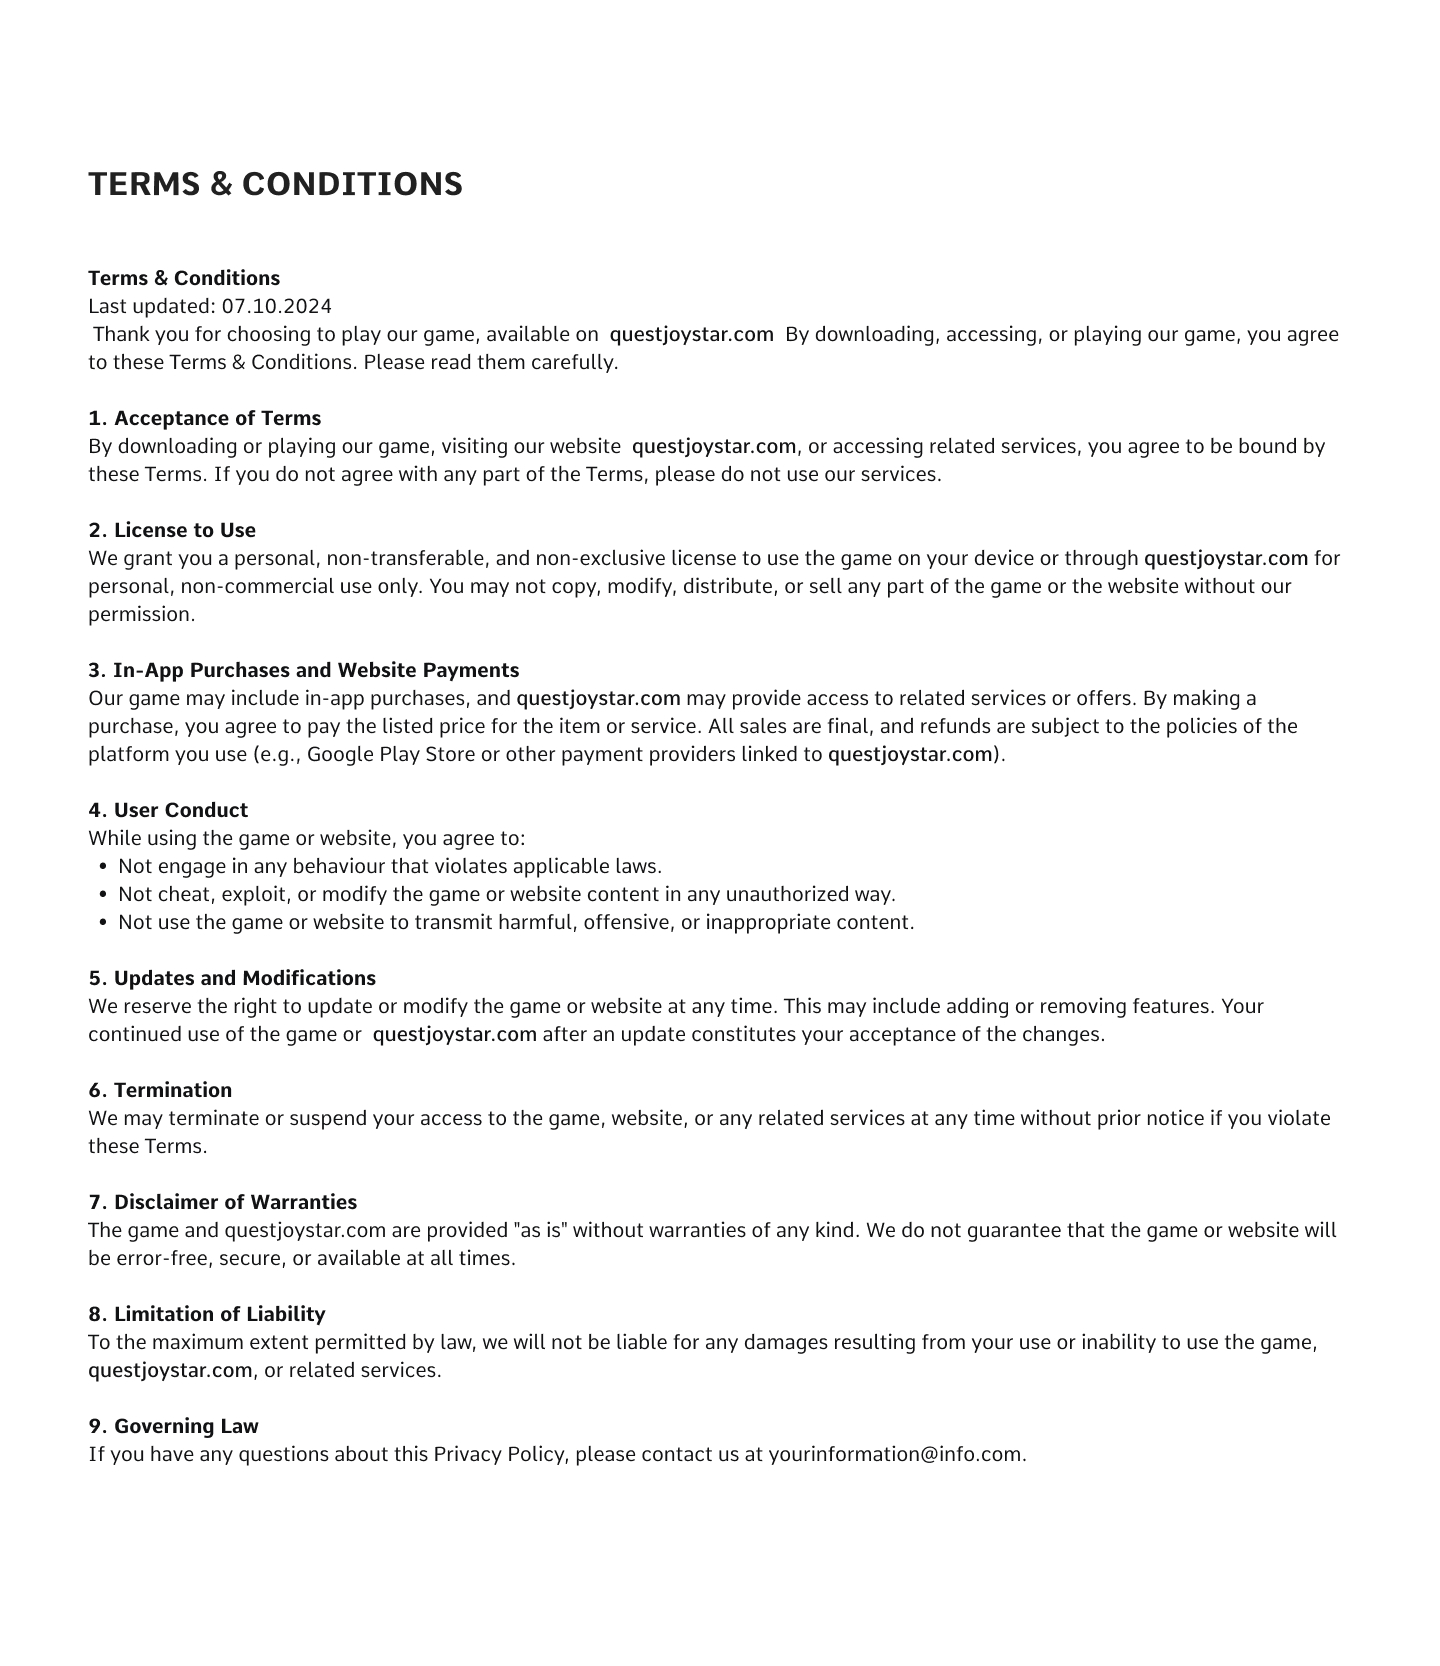 TERMS & CONDITIONS
Terms & Conditions
Last updated: 07.10.2024
Thank you for choosing to play our game, available on questjoystar.com By downloading, accessing, or playing our game, you agree
to these Terms & Conditions. Please read them carefully.
1. Acceptance of Terms
By downloading or playing our game, visiting our website questjoystar.com, or accessing related services, you agree to be bound by
these Terms. If you do not agree with any part of the Terms, please do not use our services.
2. License to Use
We grant you a personal, non-transferable, and non-exclusive license to use the game on your device or through questjoystar.com for
personal, non-commercial use only. You may not copy, modify, distribute, or sell any part of the game or the website without our
permission.
3. In-App Purchases and Website Payments
Our game may include in-app purchases, and questjoystar.com may provide access to related services or offers. By making a
purchase, you agree to pay the listed price for the item or service. All sales are final, and refunds are subject to the policies of the
platform you use (e.g., Google Play Store or other payment providers linked to questjoystar.com).
4. User Conduct
While using the game or website, you agree to:
• Not engage in any behaviour that violates applicable laws.
• Not cheat, exploit, or modify the game or website content in any unauthorized way.
• Not use the game or website to transmit harmful, offensive, or inappropriate content.
5. Updates and Modifications
We reserve the right to update or modify the game or website at any time. This may include adding or removing features. Your
continued use of the game or questjoystar.com after an update constitutes your acceptance of the changes.
6. Termination
We may terminate or suspend your access to the game, website, or any related services at any time without prior notice if you violate
these Terms.
7. Disclaimer of Warranties
The game and questjoystar.com are provided "as is" without warranties of any kind. We do not guarantee that the game or website will
be error-free, secure, or available at all times.
8. Limitation of Liability
To the maximum extent permitted by law, we will not be liable for any damages resulting from your use or inability to use the game,
questjoystar.com, or related services.
9. Governing Law
If you have any questions about this Privacy Policy, please contact us at yourinformation@info.com.